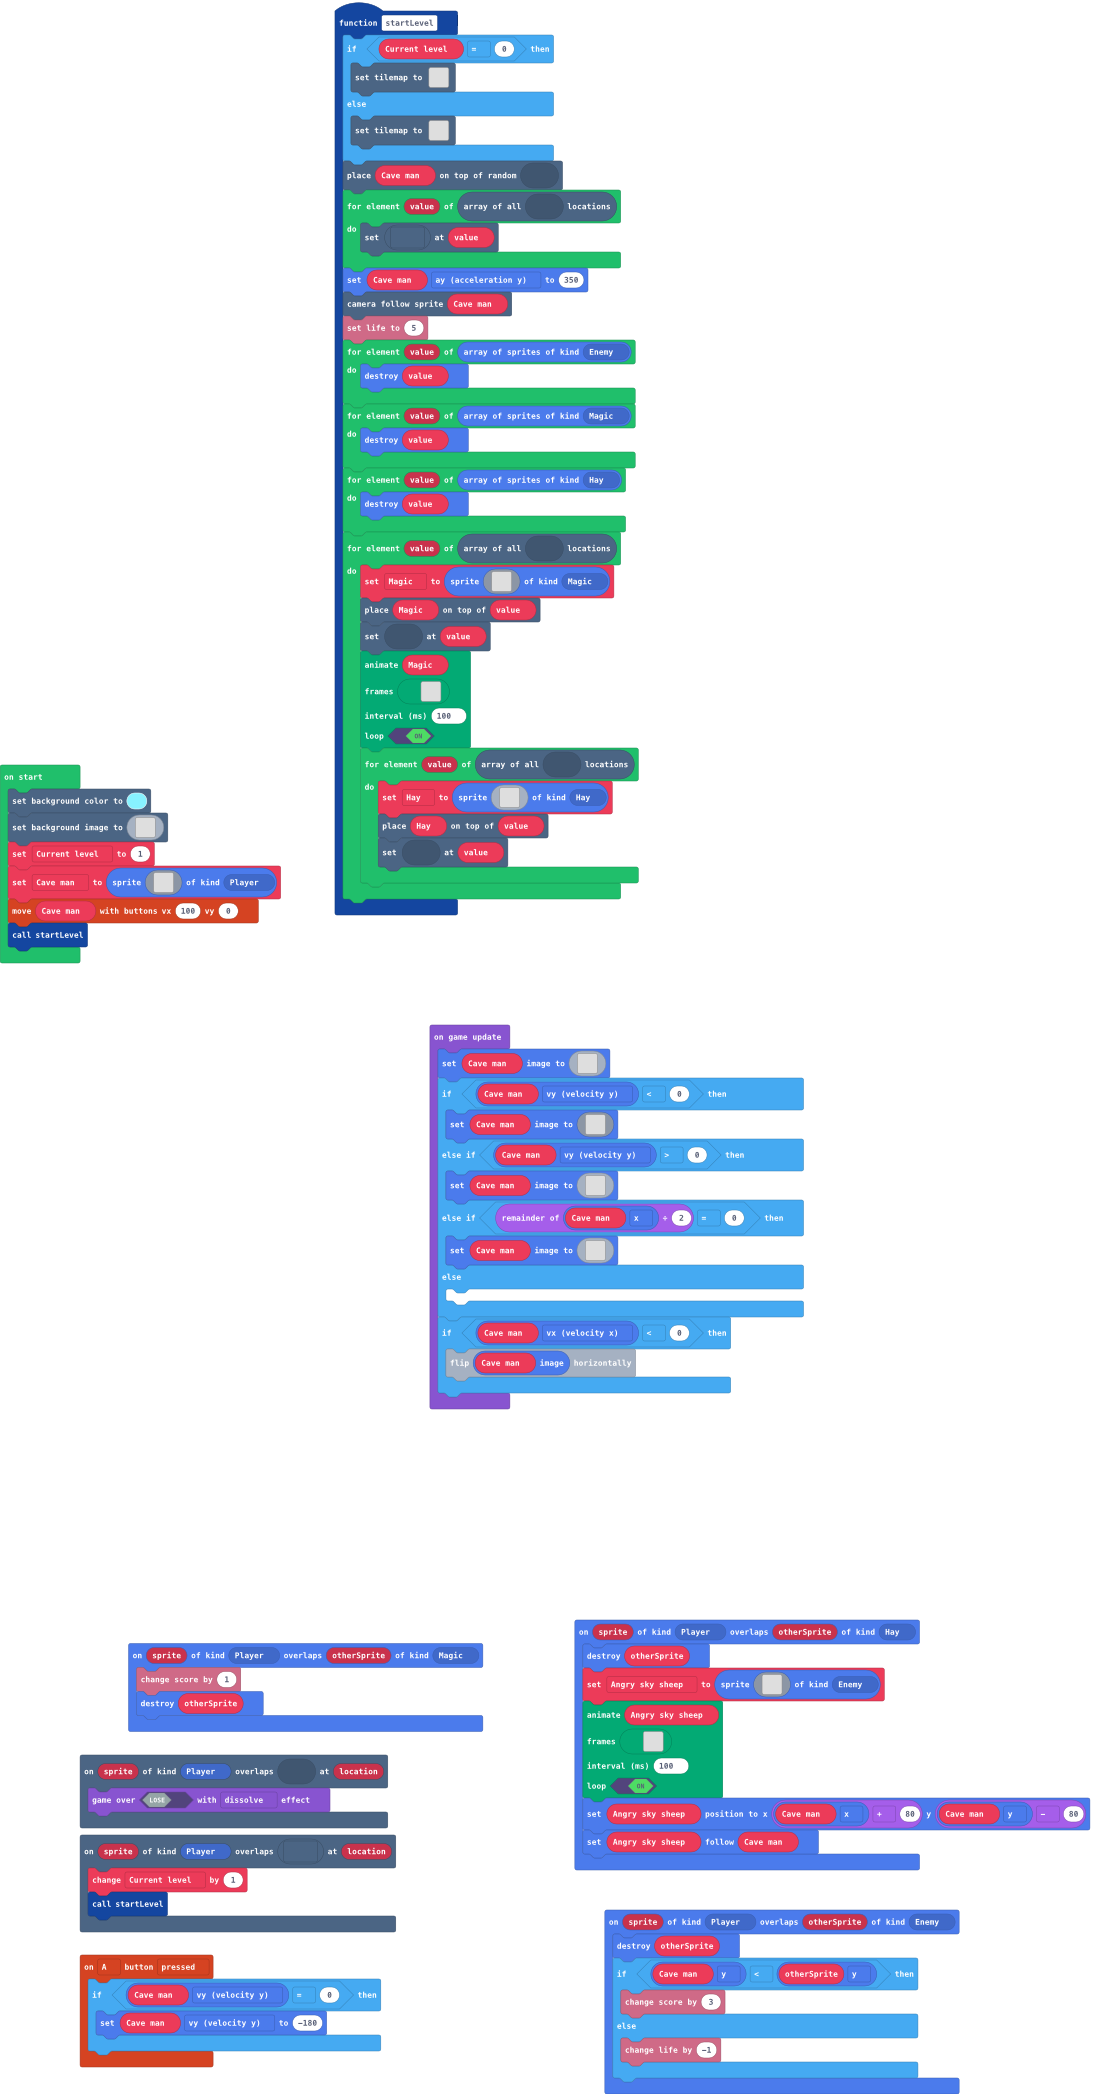 function startLevel
if Current level = 0 then
set tilemap to
else
set tilemap to
place Cave man on top of random
for element value of array of all locations
do
set at value
set Cave man ay (acceleration y) to 350
camera follow sprite Cave man
set life to 5
for element value of array of sprites of kind Enemy
do
destroy value
for element value of array of sprites of kind Magic
do
destroy value
for element value of array of sprites of kind Hay
do
destroy value
for element value of array of all locations
do
set Magic to sprite of kind Magic
place Magic on top of value
set at value
animate Magic
frames
interval (ms) 100
loop ON
for element value of array of all locations
do
set Hay to sprite of kind Hay
place Hay on top of value
set at value
on start
set background color to
set background image to
set Current level to 1
set Cave man to sprite of kind Player
move Cave man with buttons vx 100 vy 0
call startLevel
on game update
set Cave man image to
if Cave man vy (velocity y) < 0 then
set Cave man image to
else if Cave man vy (velocity y) > 0 then
set Cave man image to
else if remainder of Cave man x ÷ 2 = 0 then
set Cave man image to
else
if Cave man vx (velocity x) < 0 then
flip Cave man image horizontally
on sprite of kind Player overlaps otherSprite of kind Magic
change score by 1
destroy otherSprite
on sprite of kind Player overlaps at location
game over LOSE with dissolve effect
on sprite of kind Player overlaps at location
change Current level by 1
call startLevel
on A button pressed
if Cave man vy (velocity y) = 0 then
set Cave man vy (velocity y) to −180
on sprite of kind Player overlaps otherSprite of kind Hay
destroy otherSprite
set Angry sky sheep to sprite of kind Enemy
animate Angry sky sheep
frames
interval (ms) 100
loop ON
set Angry sky sheep position to x Cave man x + 80 y Cave man y − 80
set Angry sky sheep follow Cave man
on sprite of kind Player overlaps otherSprite of kind Enemy
destroy otherSprite
if Cave man y < otherSprite y then
change score by 3
else
change life by −1